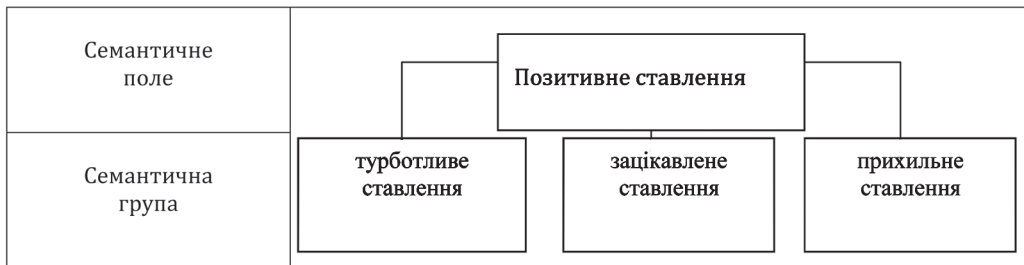 Семантичне
поле
Позитивне ставлення
Семантична
група
турботливе
ставлення
зацікавлене
ставлення
прихильне
ставлення